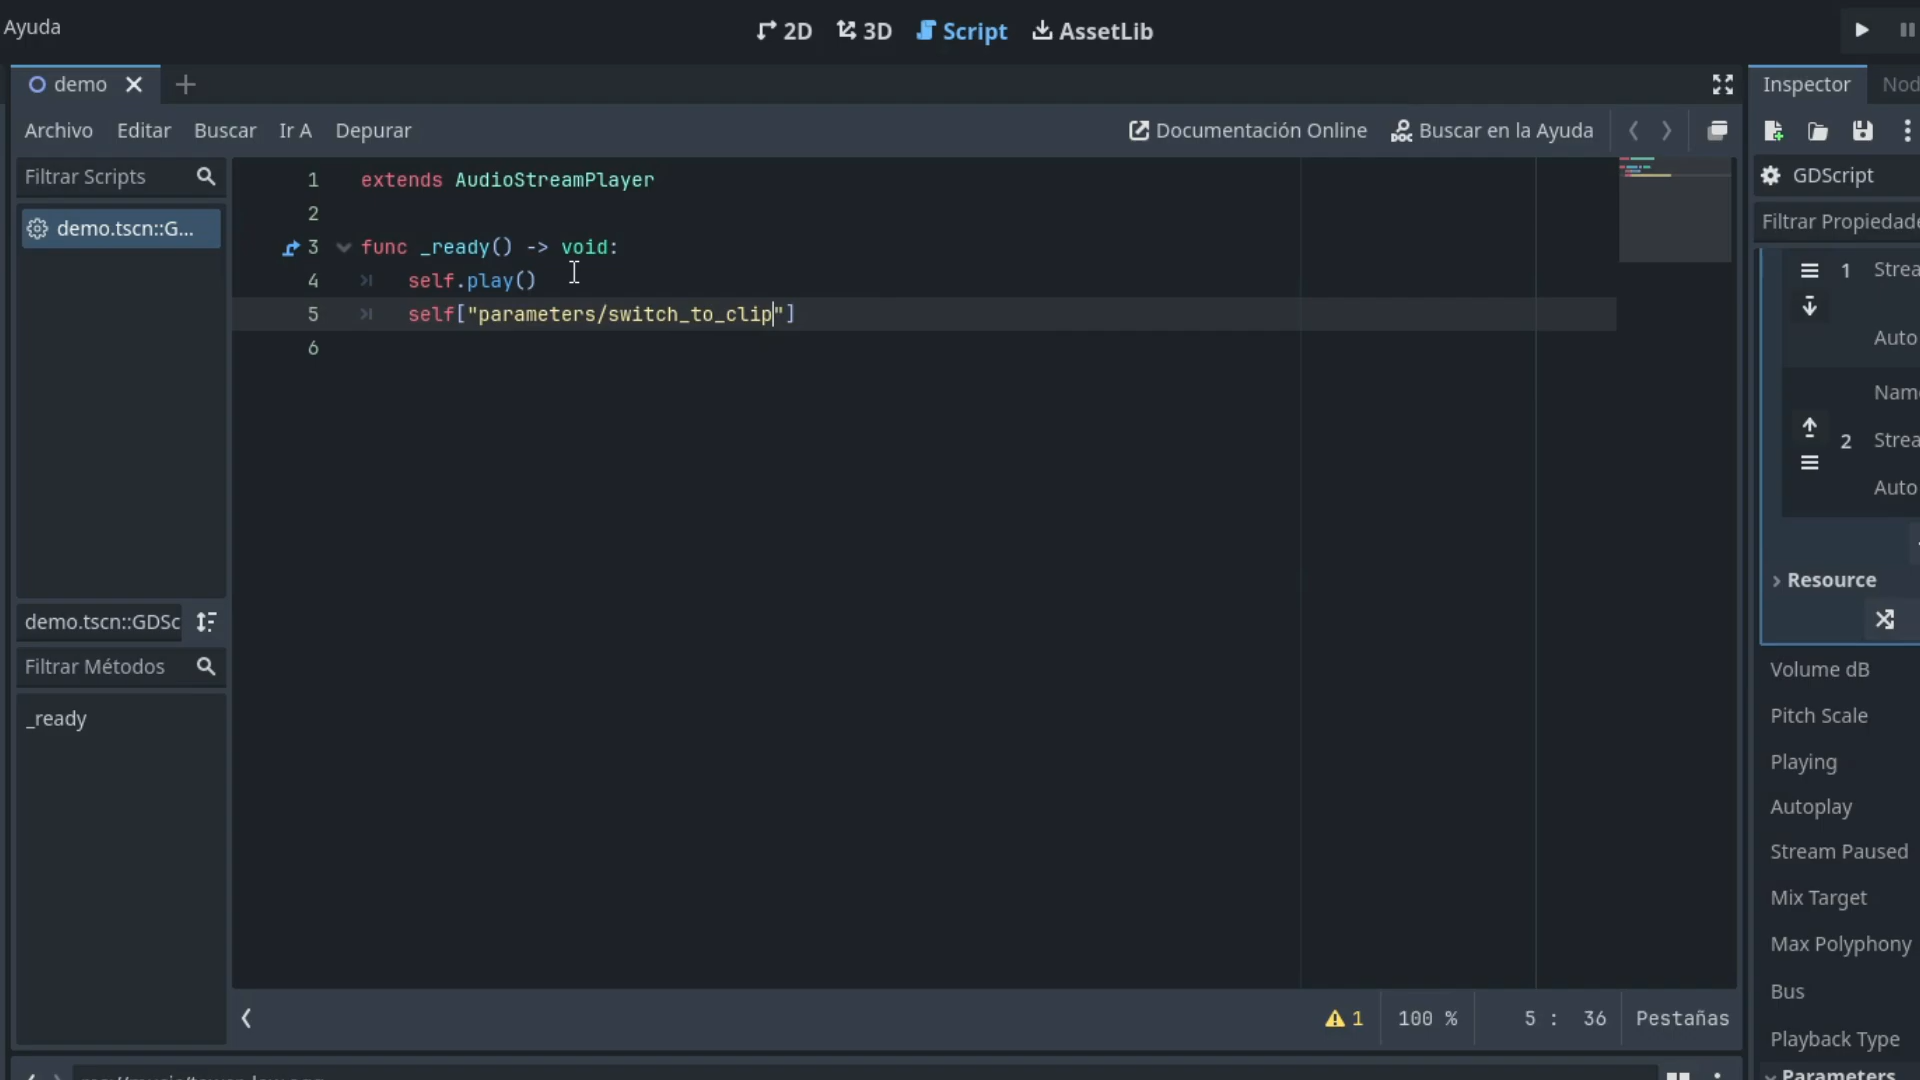 Ayuda
2D 3D Script AssetLib
demo
Inspector Nod
Archivo Editar Buscar Ir A Depurar
Documentación Online Buscar en la Ayuda
Filtrar Scripts
demo.tscn::G...
demo.tscn::GDSc
Filtrar Métodos
_ready
1 extends AudioStreamPlayer
2
3 func _ready() -> void:
4 self.play()
5 self["parameters/switch_to_clip"]
6
1
100 %
5 : 36
Pestañas
GDScript
Filtrar Propiedade
1 Strea
Auto
Name
2 Strea
Auto
Resource
Volume dB
Pitch Scale
Playing
Autoplay
Stream Paused
Mix Target
Max Polyphony
Bus
Playback Type
Parameters